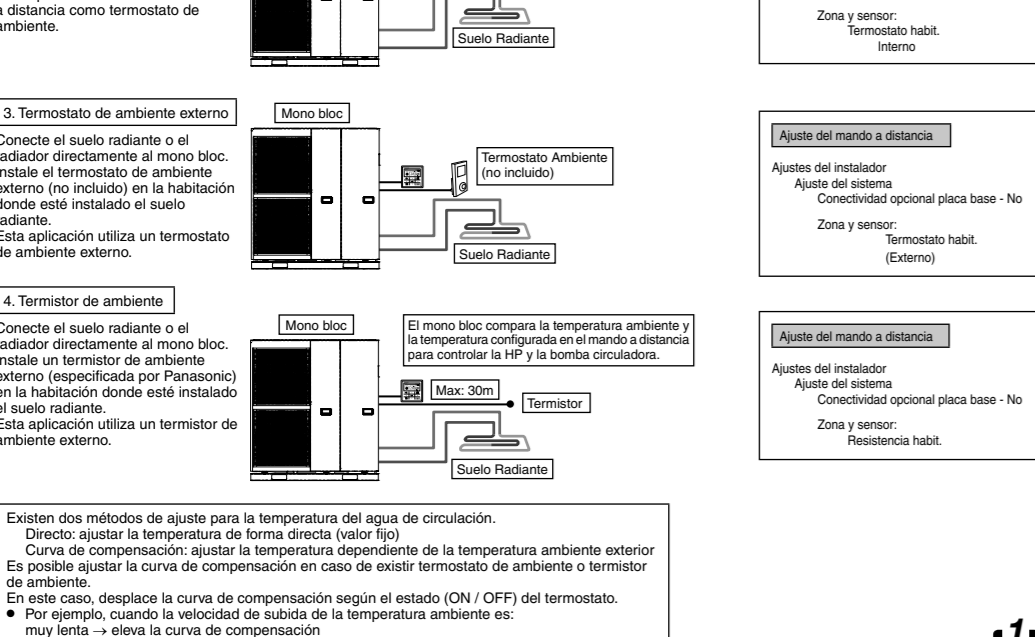 a distancia como termostato de
ambiente.
Suelo Radiante
Zona y sensor:
Termostato habit.
Interno
3. Termostato de ambiente externo
Conecte el suelo radiante o el
radiador directamente al mono bloc.
Instale el termostato de ambiente
externo (no incluido) en la habitación
donde esté instalado el suelo
radiante.
Esta aplicación utiliza un termostato
de ambiente externo.
Mono bloc
Termostato Ambiente
(no incluido)
Suelo Radiante
Ajuste del mando a distancia
Ajustes del instalador
Ajuste del sistema
Conectividad opcional placa base - No
Zona y sensor:
Termostato habit.
(Externo)
4. Termistor de ambiente
Conecte el suelo radiante o el
radiador directamente al mono bloc.
Instale un termistor de ambiente
externo (especificada por Panasonic)
en la habitación donde esté instalado
el suelo radiante.
Esta aplicación utiliza un termistor de
ambiente externo.
Mono bloc
El mono bloc compara la temperatura ambiente y
la temperatura configurada en el mando a distancia
para controlar la HP y la bomba circuladora.
Max: 30m
Termistor
Suelo Radiante
Ajuste del mando a distancia
Ajustes del instalador
Ajuste del sistema
Conectividad opcional placa base - No
Zona y sensor:
Resistencia habit.
Existen dos métodos de ajuste para la temperatura del agua de circulación.
Directo: ajustar la temperatura de forma directa (valor fijo)
Curva de compensación: ajustar la temperatura dependiente de la temperatura ambiente exterior
Es posible ajustar la curva de compensación en caso de existir termostato de ambiente o termistor
de ambiente.
En este caso, desplace la curva de compensación según el estado (ON / OFF) del termostato.
● Por ejemplo, cuando la velocidad de subida de la temperatura ambiente es:
muy lenta → eleva la curva de compensación